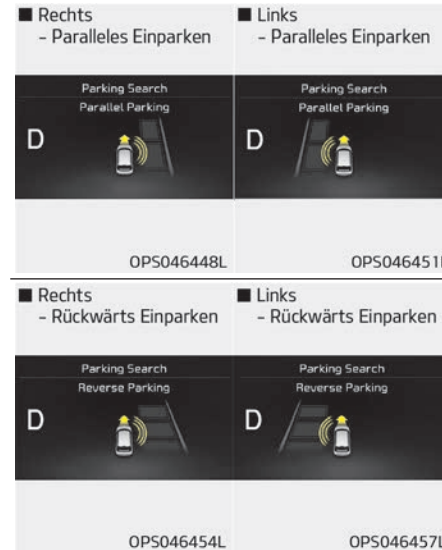 ■ Rechts
– Paralleles Einparken
■ Links
– Paralleles Einparken
Parking Search
Parallel Parking
D
Parking Search
Parallel Parking
D
OPS046448L
OPS046451L
■ Rechts
– Rückwärts Einparken
■ Links
– Rückwärts Einparken
Parking Search
Reverse Parking
D
Parking Search
Reverse Parking
D
OPS046454L
OPS046457L